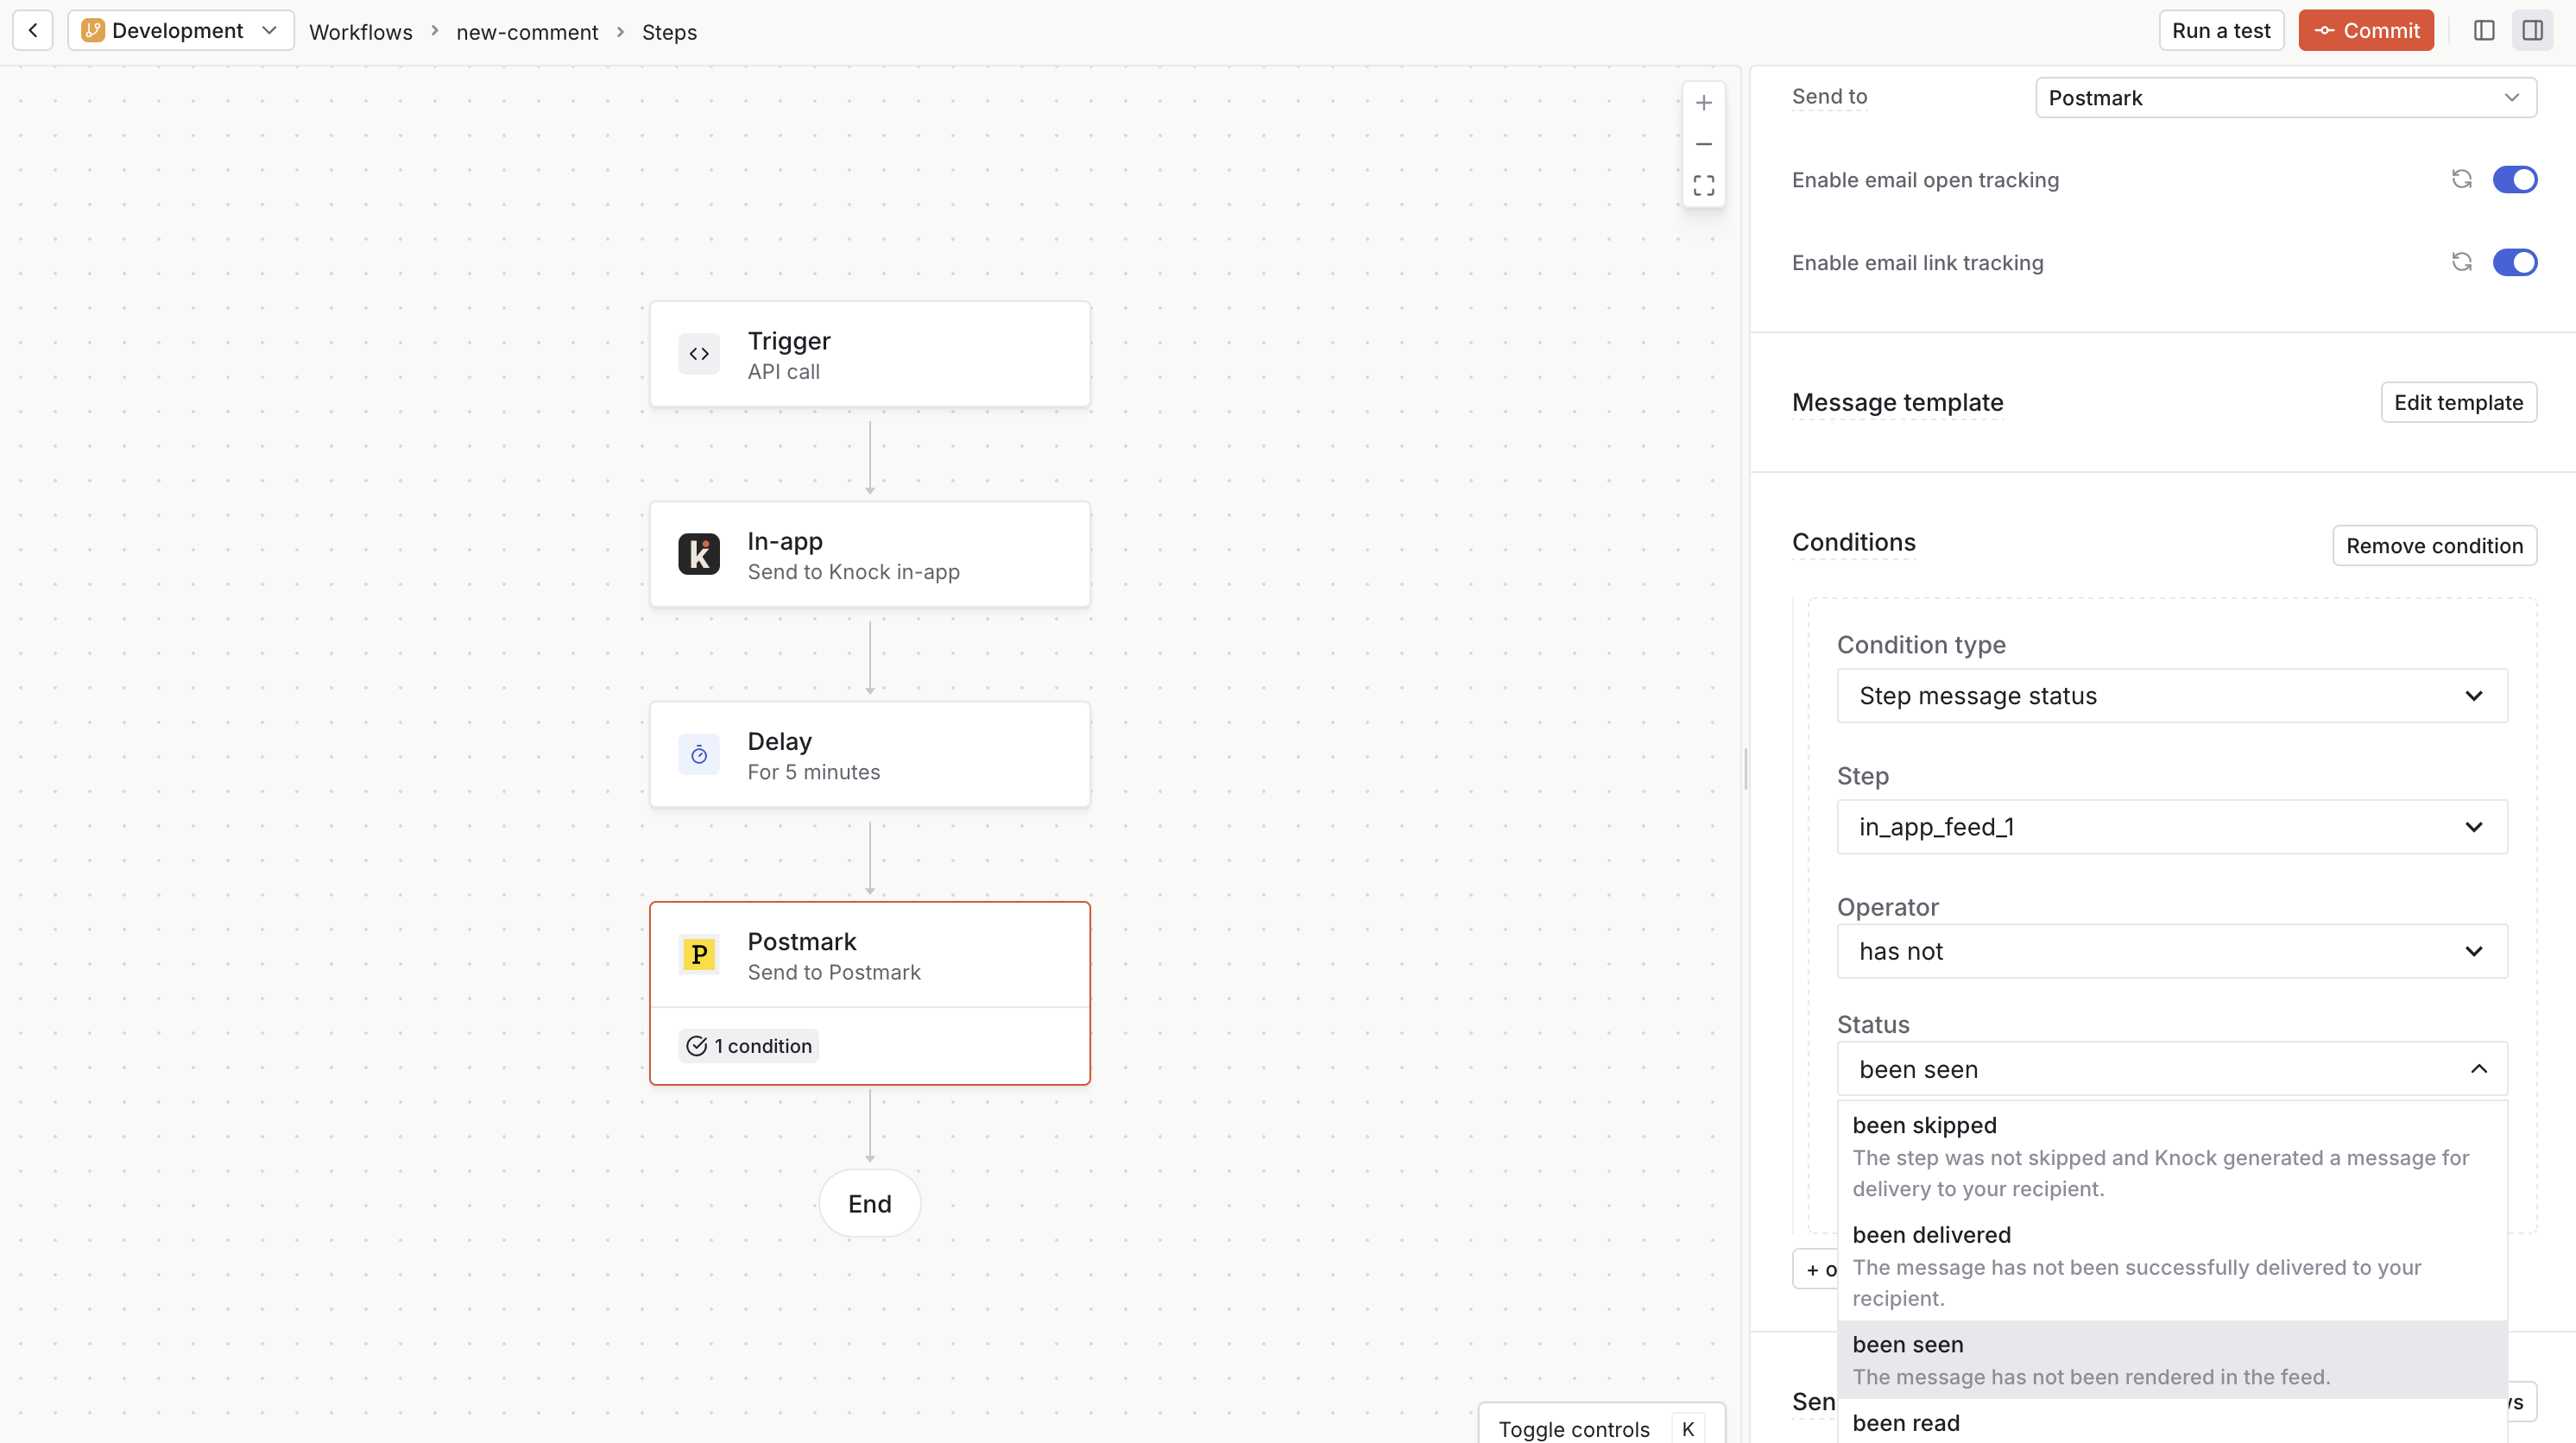 Development
Workflows > new-comment > Steps
Run a test
Commit
Trigger
API call
In-app
Send to Knock in-app
Delay
For 5 minutes
P
Postmark
Send to Postmark
1 condition
End
Toggle controls K
Send to
Postmark
Enable email open tracking
Enable email link tracking
Message template
Edit template
Conditions
Remove condition
Condition type
Step message status
Step
in_app_feed_1
Operator
has not
Status
been seen
been skipped
The step was not skipped and Knock generated a message for
delivery to your recipient.
been delivered
The message has not been successfully delivered to your
recipient.
been seen
The message has not been rendered in the feed.
been read